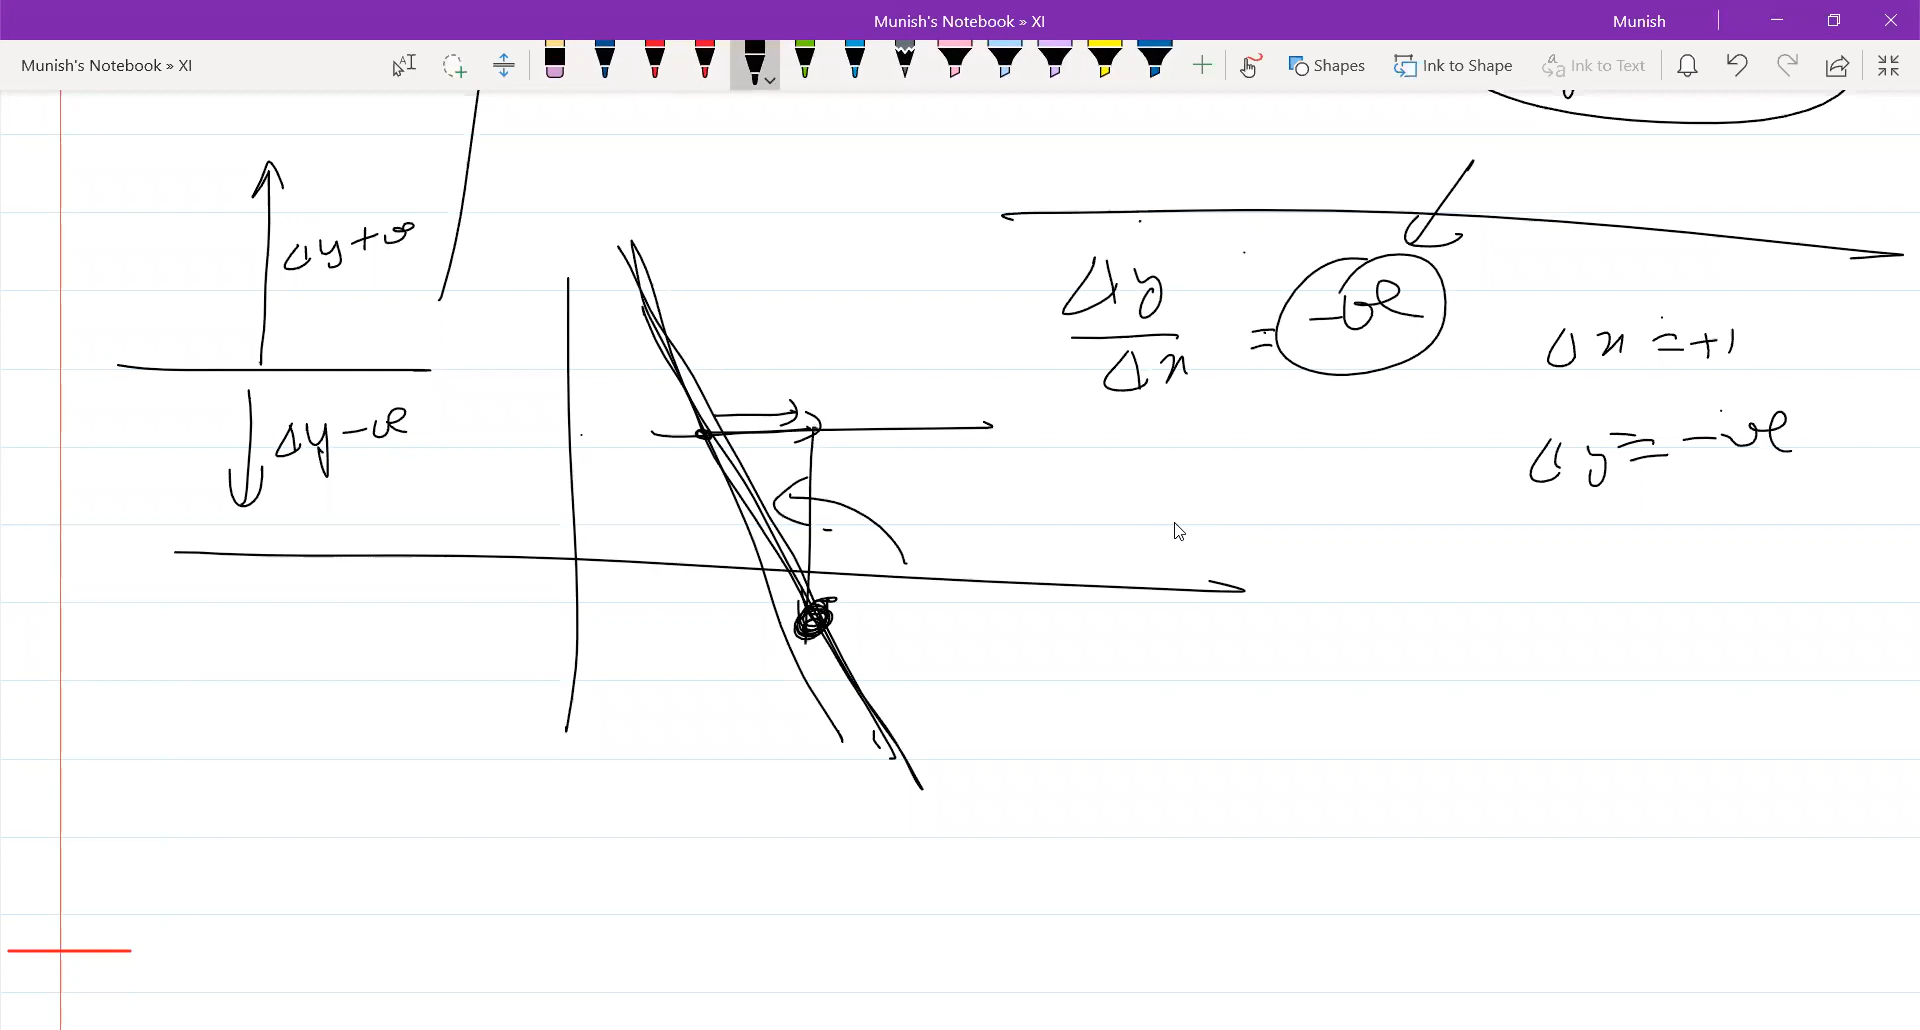 Munish's Notebook » XI
Munish
Munish's Notebook » XI
Shapes
Ink to Shape
Ink to Text
Δy +ve
Δy -ve
Δy
Δx
= -ve
Δx = +1
Δy = -ve